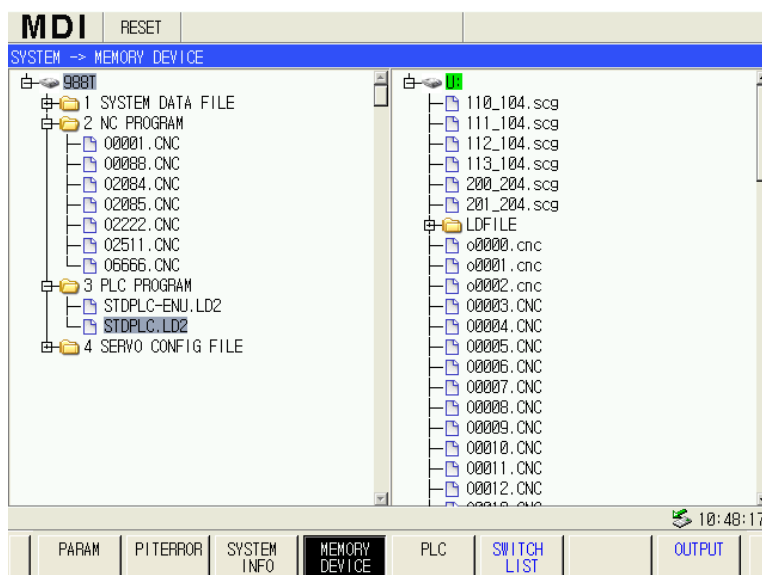 MDI RESET
SYSTEM -> MEMORY DEVICE
988T
1 SYSTEM DATA FILE
2 NC PROGRAM
O0001.CNC
O0088.CNC
O2084.CNC
O2085.CNC
O2222.CNC
O2511.CNC
O6666.CNC
3 PLC PROGRAM
STDPLC-ENU.LD2
STDPLC.LD2
4 SERVO CONFIG FILE
U:
110_104.scg
111_104.scg
112_104.scg
113_104.scg
200_204.scg
201_204.scg
LDFILE
o0000.cnc
o0001.cnc
o0002.cnc
O0003.CNC
O0004.CNC
O0005.CNC
O0006.CNC
O0007.CNC
O0008.CNC
O0009.CNC
O0010.CNC
O0011.CNC
O0012.CNC
10:48:17
PARAM
PITERROR
SYSTEM
INFO
MEMORY
DEVICE
PLC
SWITCH
LIST
OUTPUT